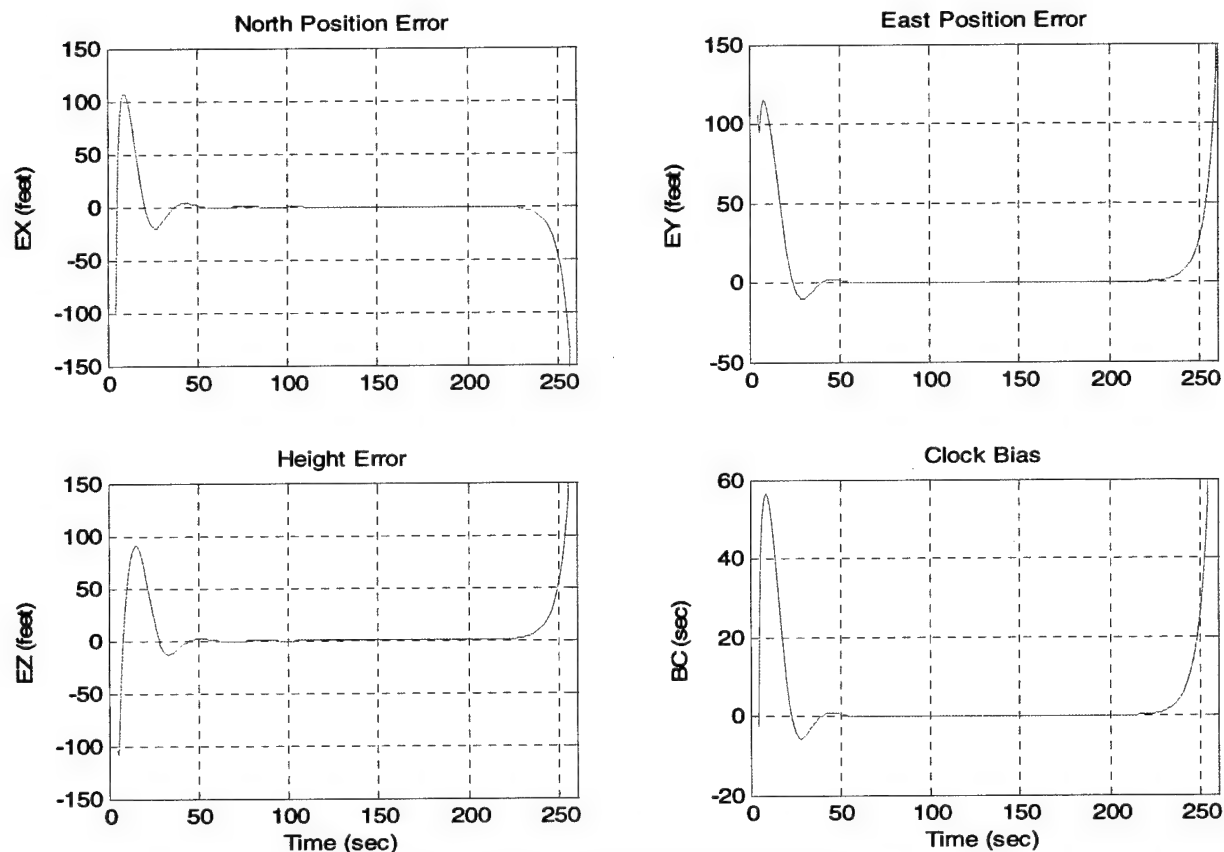 North Position Error
150
100
50
0
-50
-100
-150
EX (feet)
0 50 100 150 200 250
East Position Error
150
100
50
0
-50
EY (feet)
0 50 100 150 200 250
Height Error
150
100
50
0
-50
-100
-150
EZ (feet)
0 50 100 150 200 250
Time (sec)
Clock Bias
60
40
20
0
-20
BC (sec)
0 50 100 150 200 250
Time (sec)